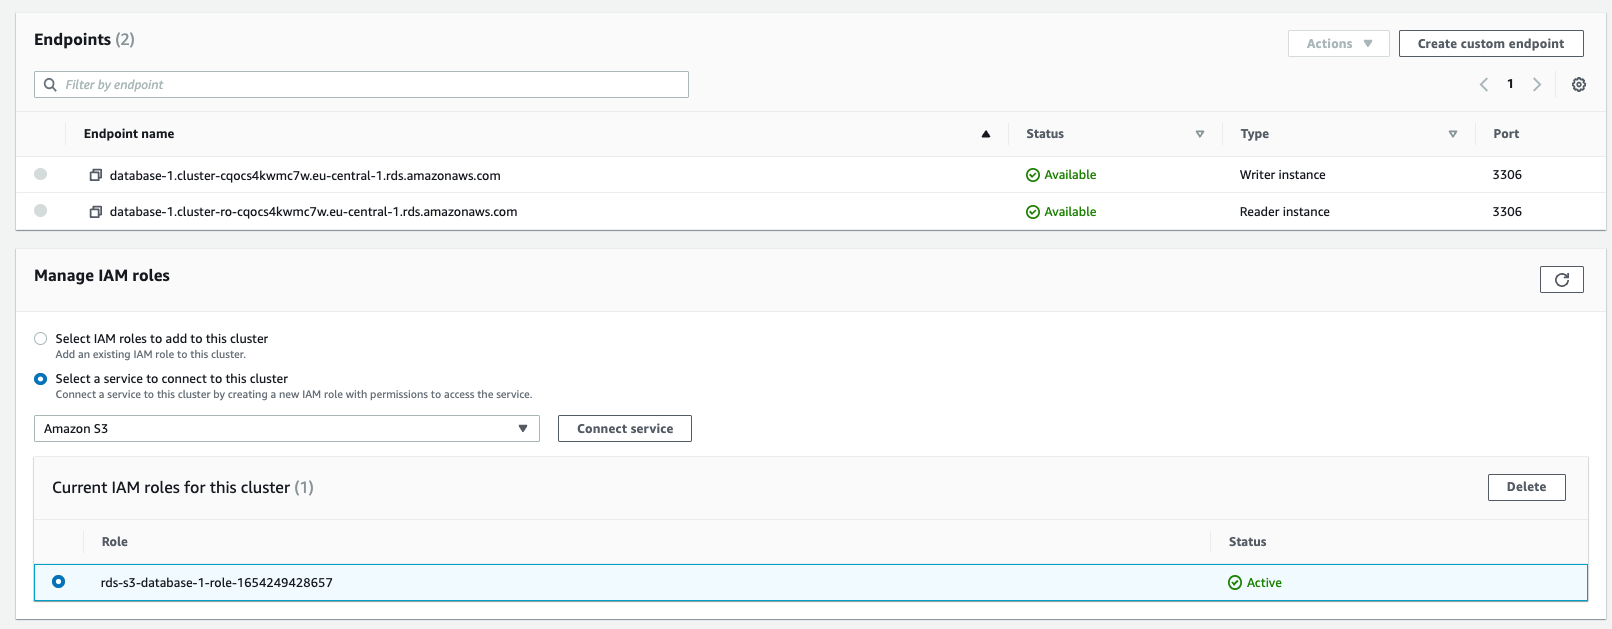 Endpoints (2)
Actions
Create custom endpoint
Filter by endpoint
1
Endpoint name Status Type Port
database-1.cluster-cqocs4kwmc7w.eu-central-1.rds.amazonaws.com Available Writer instance 3306
database-1.cluster-ro-cqocs4kwmc7w.eu-central-1.rds.amazonaws.com Available Reader instance 3306
Manage IAM roles
Select IAM roles to add to this cluster
Add an existing IAM role to this cluster.
Select a service to connect to this cluster
Connect a service to this cluster by creating a new IAM role with permissions to access the service.
Amazon S3 Connect service
Current IAM roles for this cluster (1) Delete
Role Status
rds-s3-database-1-role-1654249428657 Active